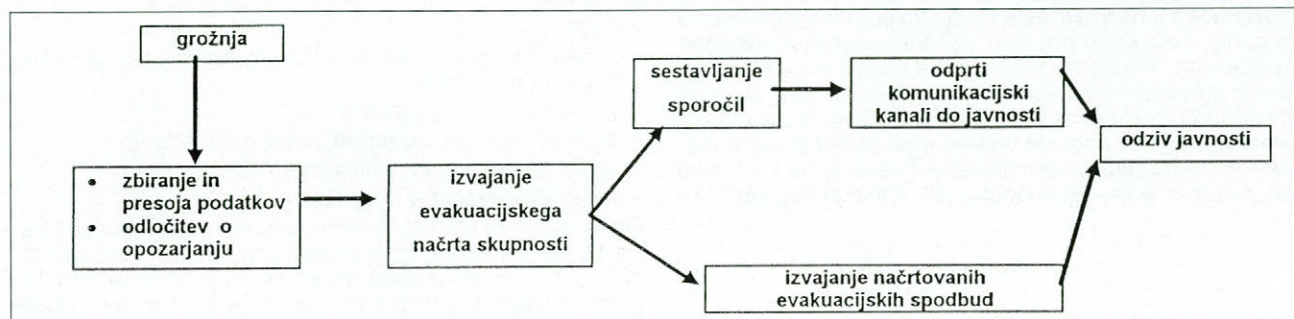 grožnja
• zbiranje in
presoja podatkov
• odločitev o
opozarjanju
izvajanje
evakuacijskega
načrta skupnosti
sestavljanje
sporočil
odprti
komunikacijski
kanali do javnosti
izvajanje načrtovanih
evakuacijskih spodbud
odziv javnosti